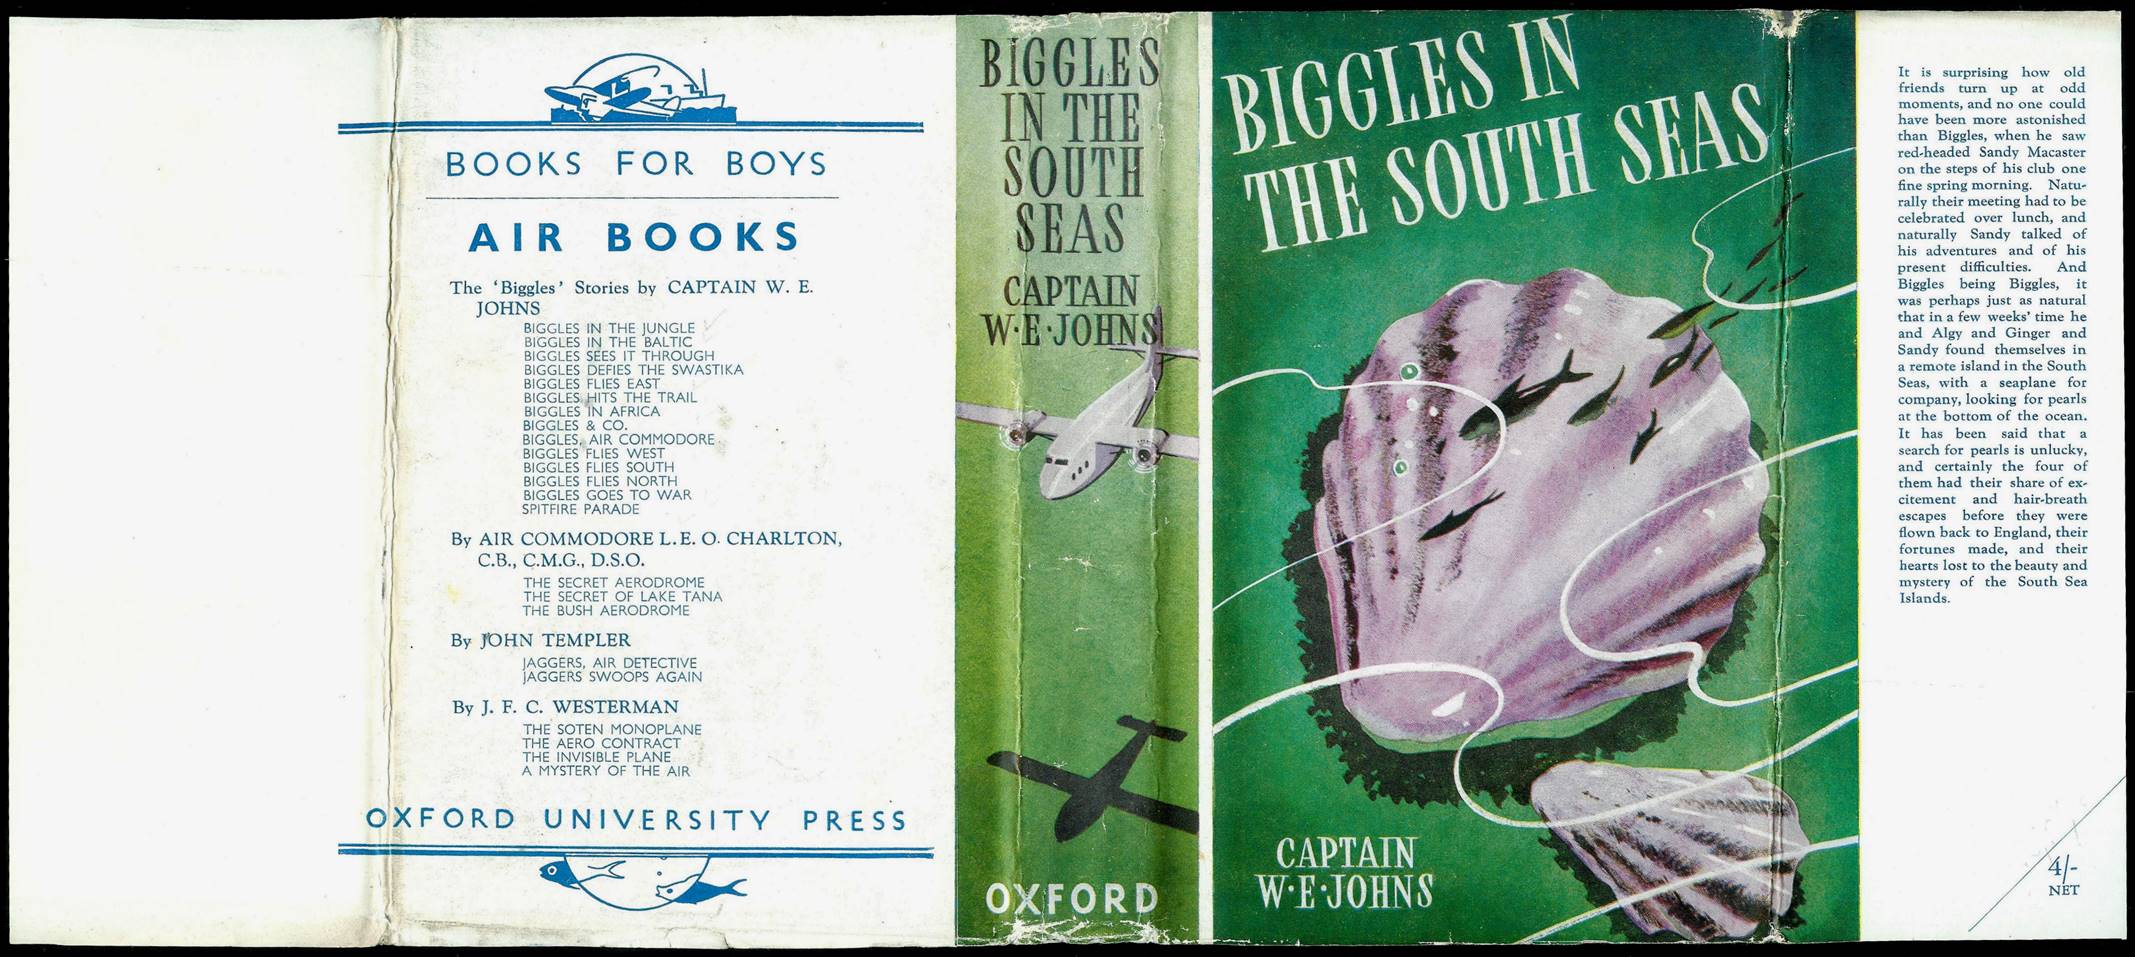 BOOKS FOR BOYS
AIR BOOKS
The ‘Biggles’ Stories by CAPTAIN W. E.
JOHNS
BIGGLES IN THE JUNGLE
BIGGLES IN THE BALTIC
BIGGLES SEES IT THROUGH
BIGGLES DEFIES THE SWASTIKA
BIGGLES FLIES EAST
BIGGLES HITS THE TRAIL
BIGGLES IN AFRICA
BIGGLES & CO.
BIGGLES, AIR COMMODORE
BIGGLES FLIES WEST
BIGGLES FLIES SOUTH
BIGGLES FLIES NORTH
BIGGLES GOES TO WAR
SPITFIRE PARADE
By AIR COMMODORE L. E. O. CHARLTON,
C.B., C.M.G., D.S.O.
THE SECRET AERODROME
THE SECRET OF LAKE TANA
THE BUSH AERODROME
By JOHN TEMPLER
JAGGERS, AIR DETECTIVE
JAGGERS SWOOPS AGAIN
By J. F. C. WESTERMAN
THE SOTEN MONOPLANE
THE AERO CONTRACT
THE INVISIBLE PLANE
A MYSTERY OF THE AIR
OXFORD UNIVERSITY PRESS
BIGGLES
IN THE
SOUTH
SEAS
CAPTAIN
W·E·JOHNS
OXFORD
BIGGLES IN
THE SOUTH SEAS
CAPTAIN
W·E·JOHNS
It is surprising how old
friends turn up at odd
moments, and no one could
have been more astonished
than Biggles, when he saw
red-headed Sandy Macaster
on the steps of his club one
fine spring morning. Natu-
rally their meeting had to be
celebrated over lunch, and
naturally Sandy talked of
his adventures and of his
present difficulties. And
Biggles being Biggles, it
was perhaps just as natural
that in a few weeks' time he
and Algy and Ginger and
Sandy found themselves in
a remote island in the South
Seas, with a seaplane for
company, looking for pearls
at the bottom of the ocean.
It has been said that a
search for pearls is unlucky,
and certainly the four of
them had their share of ex-
citement and hair-breath
escapes before they were
flown back to England, their
fortunes made, and their
hearts lost to the beauty and
mystery of the South Sea
Islands.
4/-
NET